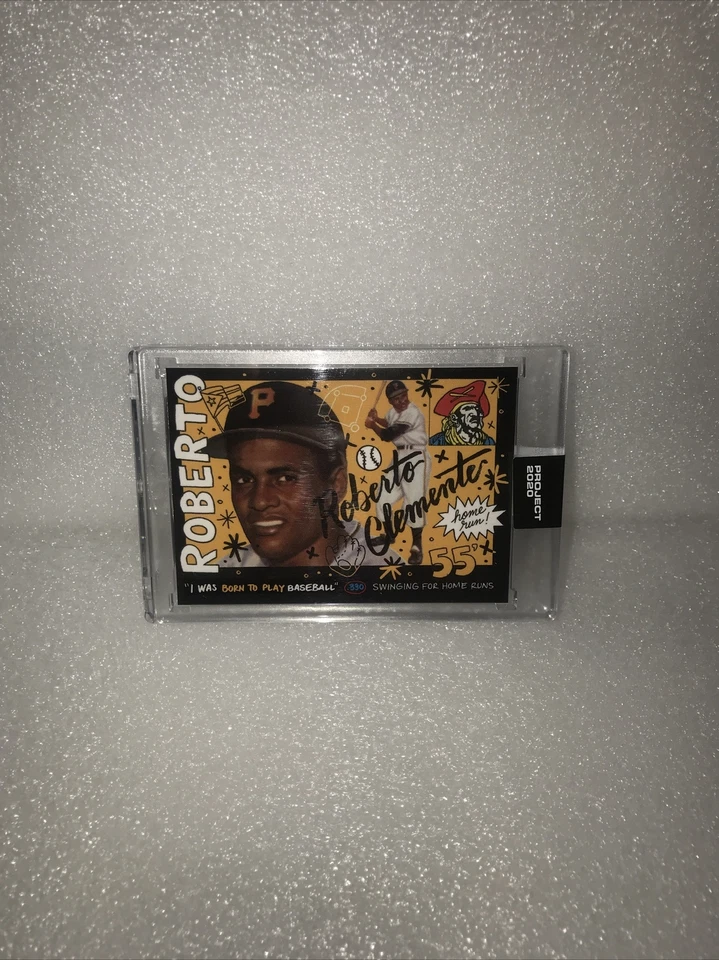 ROBERTO
P
Roberto
Clemente
home
run!
55'
"I WAS BORN TO PLAY BASEBALL" .330 SWINGING FOR HOME RUNS
PROJECT
2020